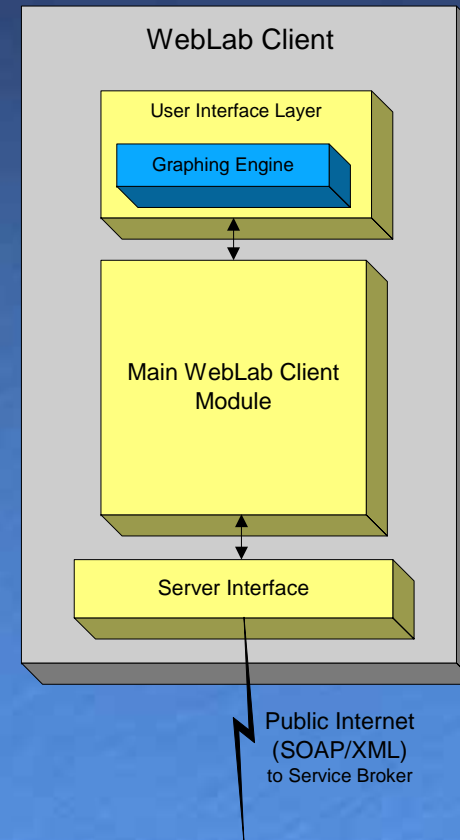 WebLab Client
User Interface Layer
Graphing Engine
Main WebLab Client
Module
Server Interface
Public Internet
(SOAP/XML)
to Service Broker